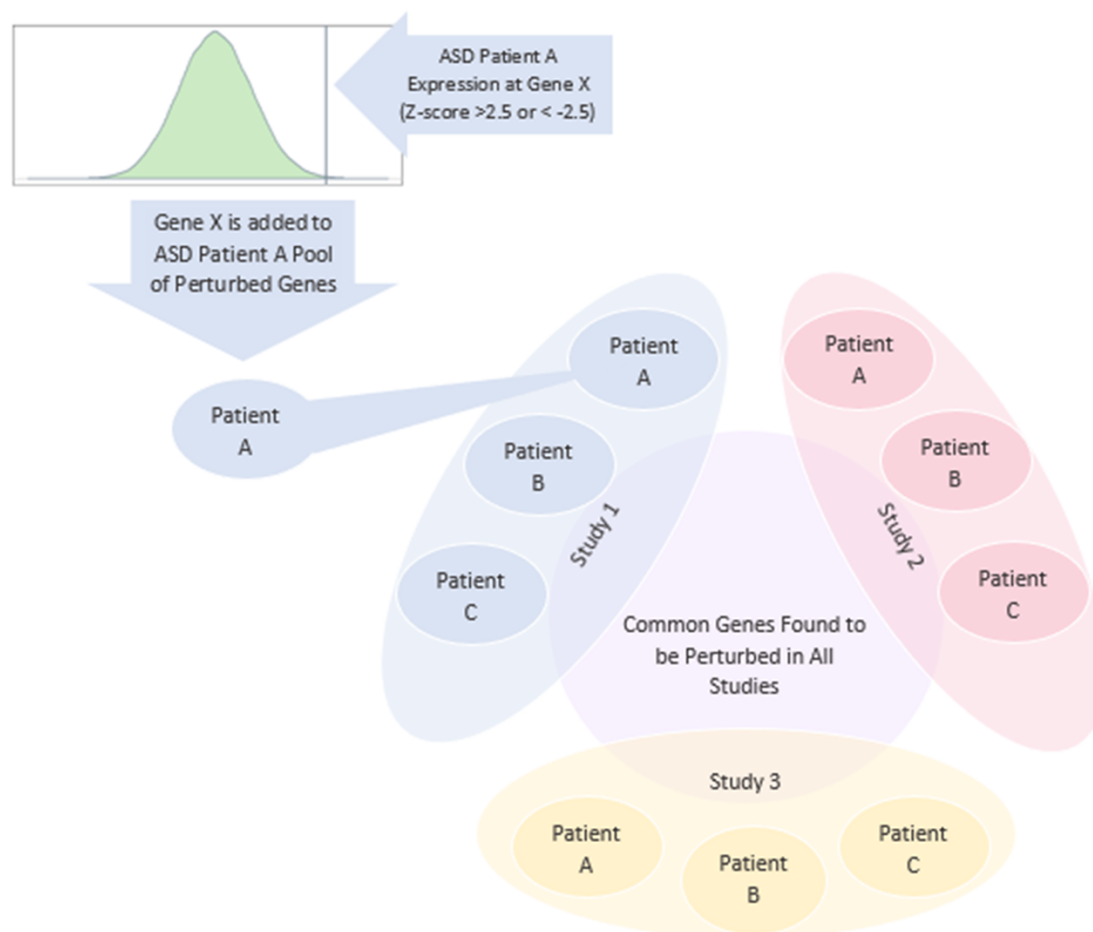 ASD Patient A
Expression at Gene X
(Z-score >2.5 or < -2.5)
Gene X is added to
ASD Patient A Pool
of Perturbed Genes
Patient
A
Patient
A
Patient
B
Patient
C
Study 1
Patient
A
Patient
B
Patient
C
Study 2
Common Genes Found to
be Perturbed in All
Studies
Study 3
Patient
A
Patient
B
Patient
C